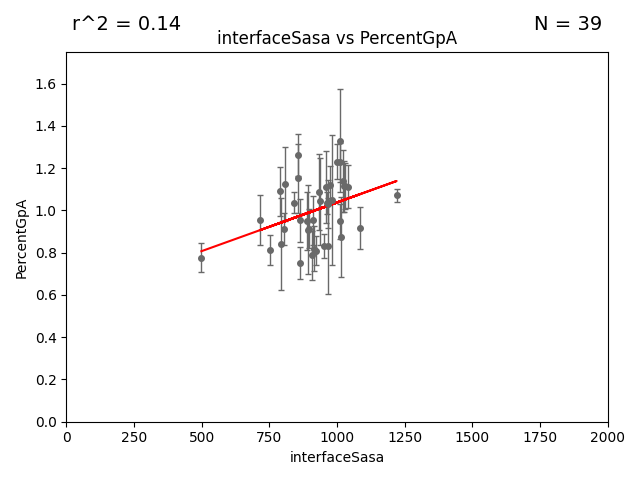 r^2 = 0.14
N = 39
interfaceSasa vs PercentGpA
PercentGpA
1.6
1.4
1.2
1.0
0.8
0.6
0.4
0.2
0.0
0 250 500 750 1000 1250 1500 1750 2000
interfaceSasa